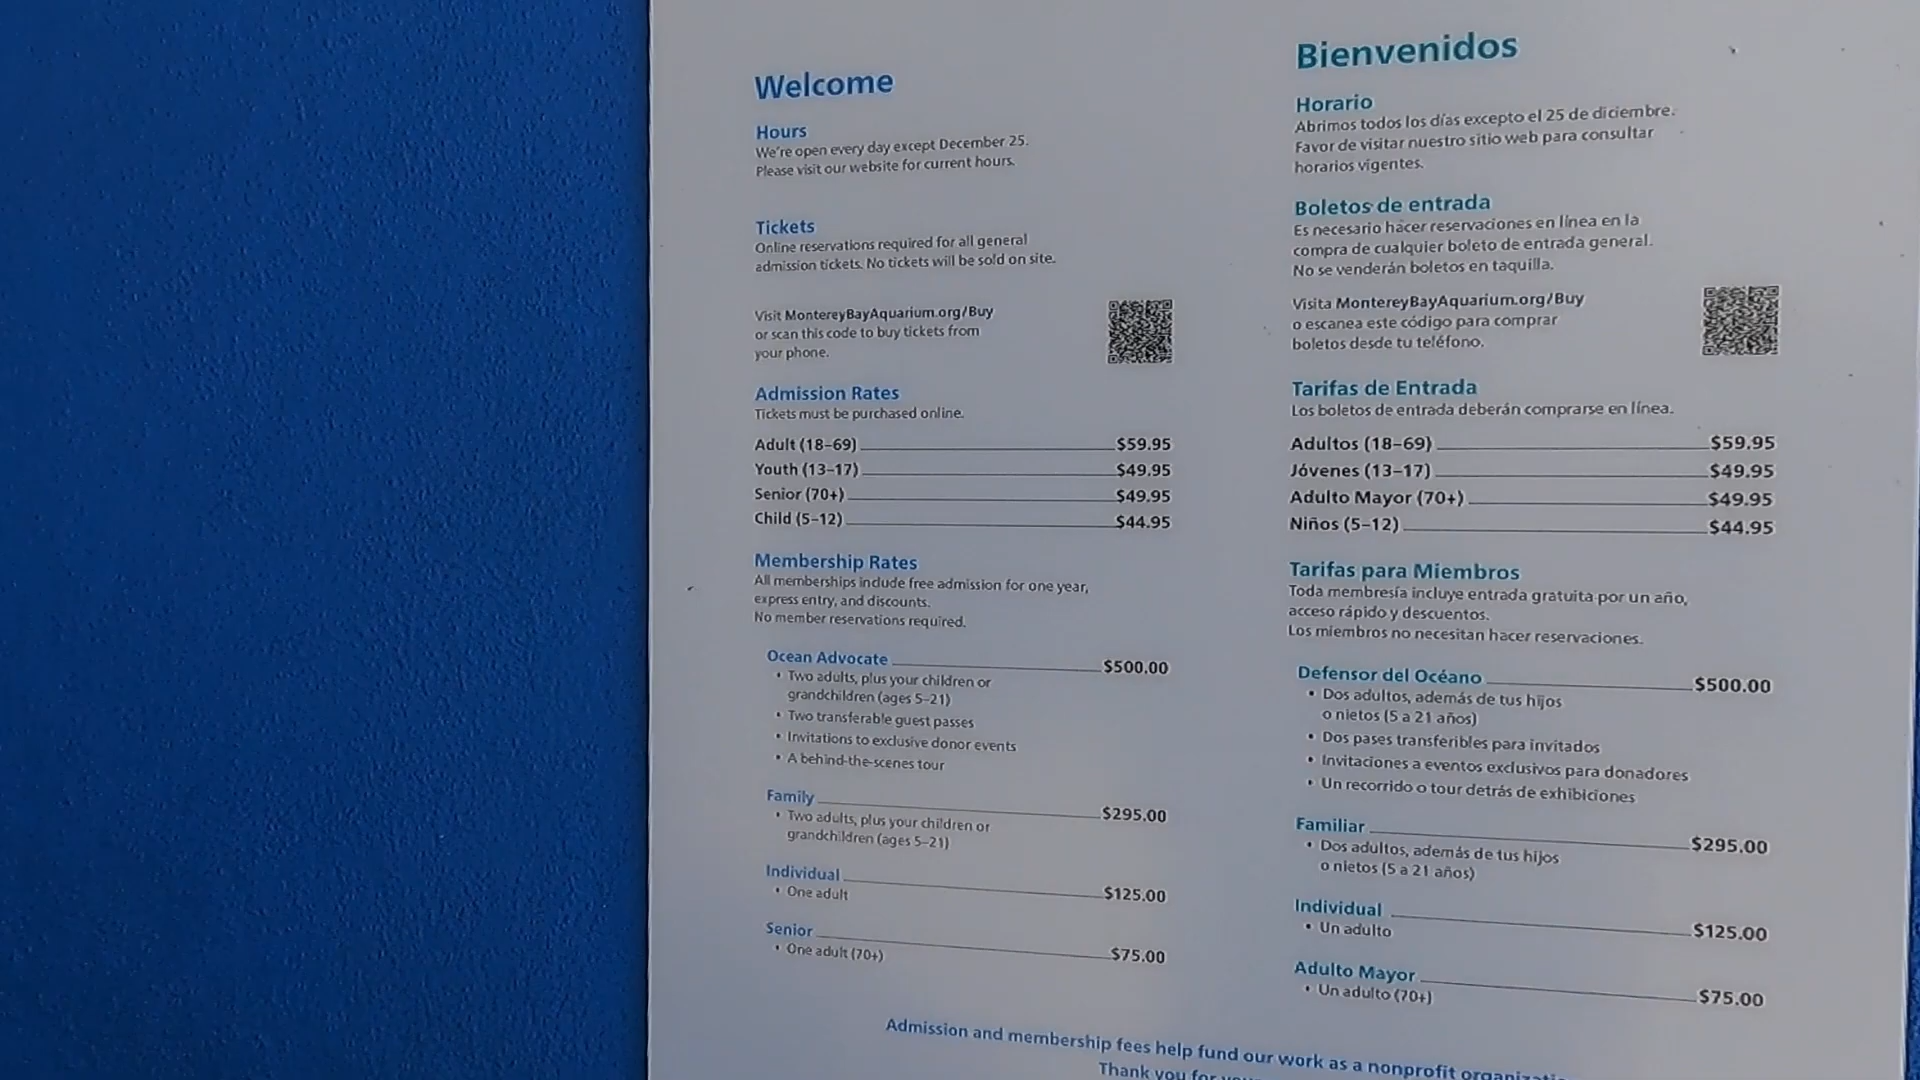 Welcome
Hours
We're open every day except December 25.
Please visit our website for current hours.
Tickets
Online reservations required for all general
admission tickets. No tickets will be sold on site.
Visit MontereyBayAquarium.org/Buy
or scan this code to buy tickets from
your phone.
Admission Rates
Tickets must be purchased online.
Adult (18–69) $59.95
Youth (13–17) $49.95
Senior (70+) $49.95
Child (5–12) $44.95
Membership Rates
All memberships include free admission for one year,
express entry, and discounts.
No member reservations required.
Ocean Advocate $500.00
• Two adults, plus your children or
grandchildren (ages 5–21)
• Two transferable guest passes
• Invitations to exclusive donor events
• A behind-the-scenes tour
Family $295.00
• Two adults, plus your children or
grandchildren (ages 5–21)
Individual $125.00
• One adult
Senior $75.00
• One adult (70+)
Bienvenidos
Horario
Abrimos todos los días excepto el 25 de diciembre.
Favor de visitar nuestro sitio web para consultar
horarios vigentes.
Boletos de entrada
Es necesario hacer reservaciones en línea en la
compra de cualquier boleto de entrada general.
No se venderán boletos en taquilla.
Visita MontereyBayAquarium.org/Buy
o escanea este código para comprar
boletos desde tu teléfono.
Tarifas de Entrada
Los boletos de entrada deberán comprarse en línea.
Adultos (18–69) $59.95
Jóvenes (13–17) $49.95
Adulto Mayor (70+) $49.95
Niños (5–12) $44.95
Tarifas para Miembros
Toda membresía incluye entrada gratuita por un año,
acceso rápido y descuentos.
Los miembros no necesitan hacer reservaciones.
Defensor del Océano $500.00
• Dos adultos, además de tus hijos
o nietos (5 a 21 años)
• Dos pases transferibles para invitados
• Invitaciones a eventos exclusivos para donadores
• Un recorrido o tour detrás de exhibiciones
Familiar $295.00
• Dos adultos, además de tus hijos
o nietos (5 a 21 años)
Individual $125.00
• Un adulto
Adulto Mayor $75.00
• Un adulto (70+)
Admission and membership fees help fund our work as a nonprofit
Thank you for